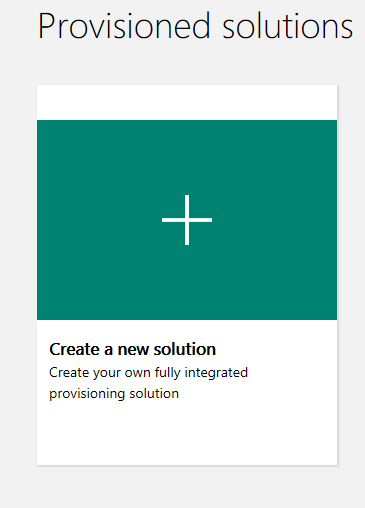 Provisioned solutions
Create a new solution
Create your own fully integrated
provisioning solution